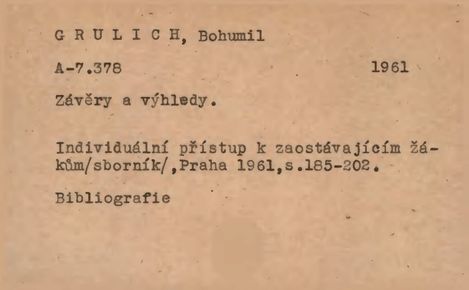 G R U L I C H, Bohumil
A-7.378 1961
Závěry a výhledy.
Individuální přístup k zaostávajícím žá-
kům/sborník/,Praha 1961,s.185-202.
Bibliografie